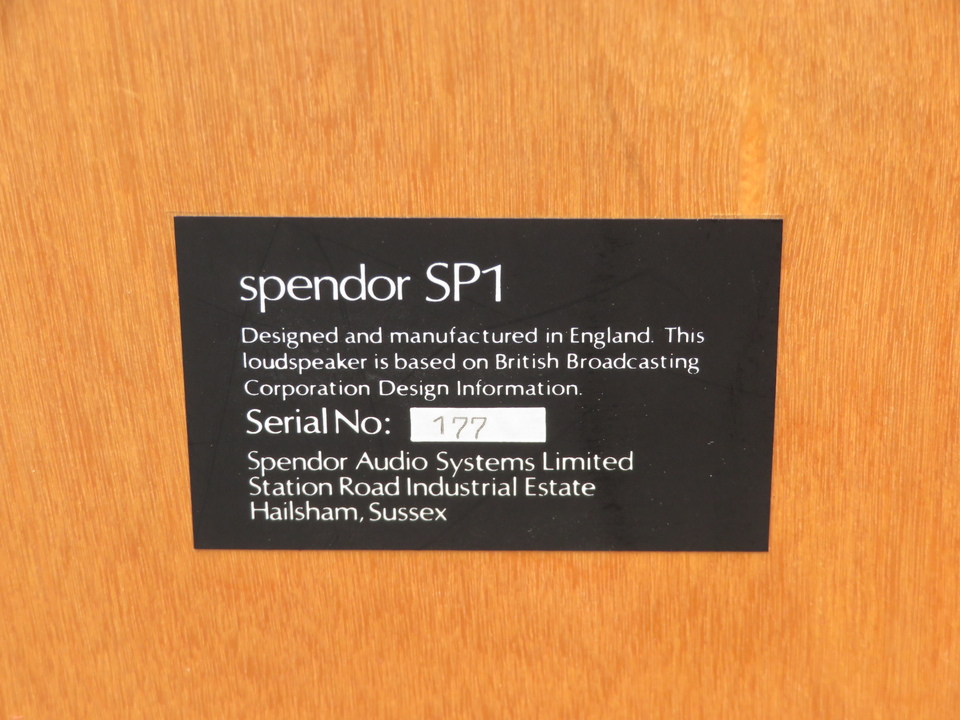 spendor SP1
Designed and manufactured in England. This
loudspeaker is based on British Broadcasting
Corporation Design Information.
Serial No: 177
Spendor Audio Systems Limited
Station Road Industrial Estate
Hailsham, Sussex